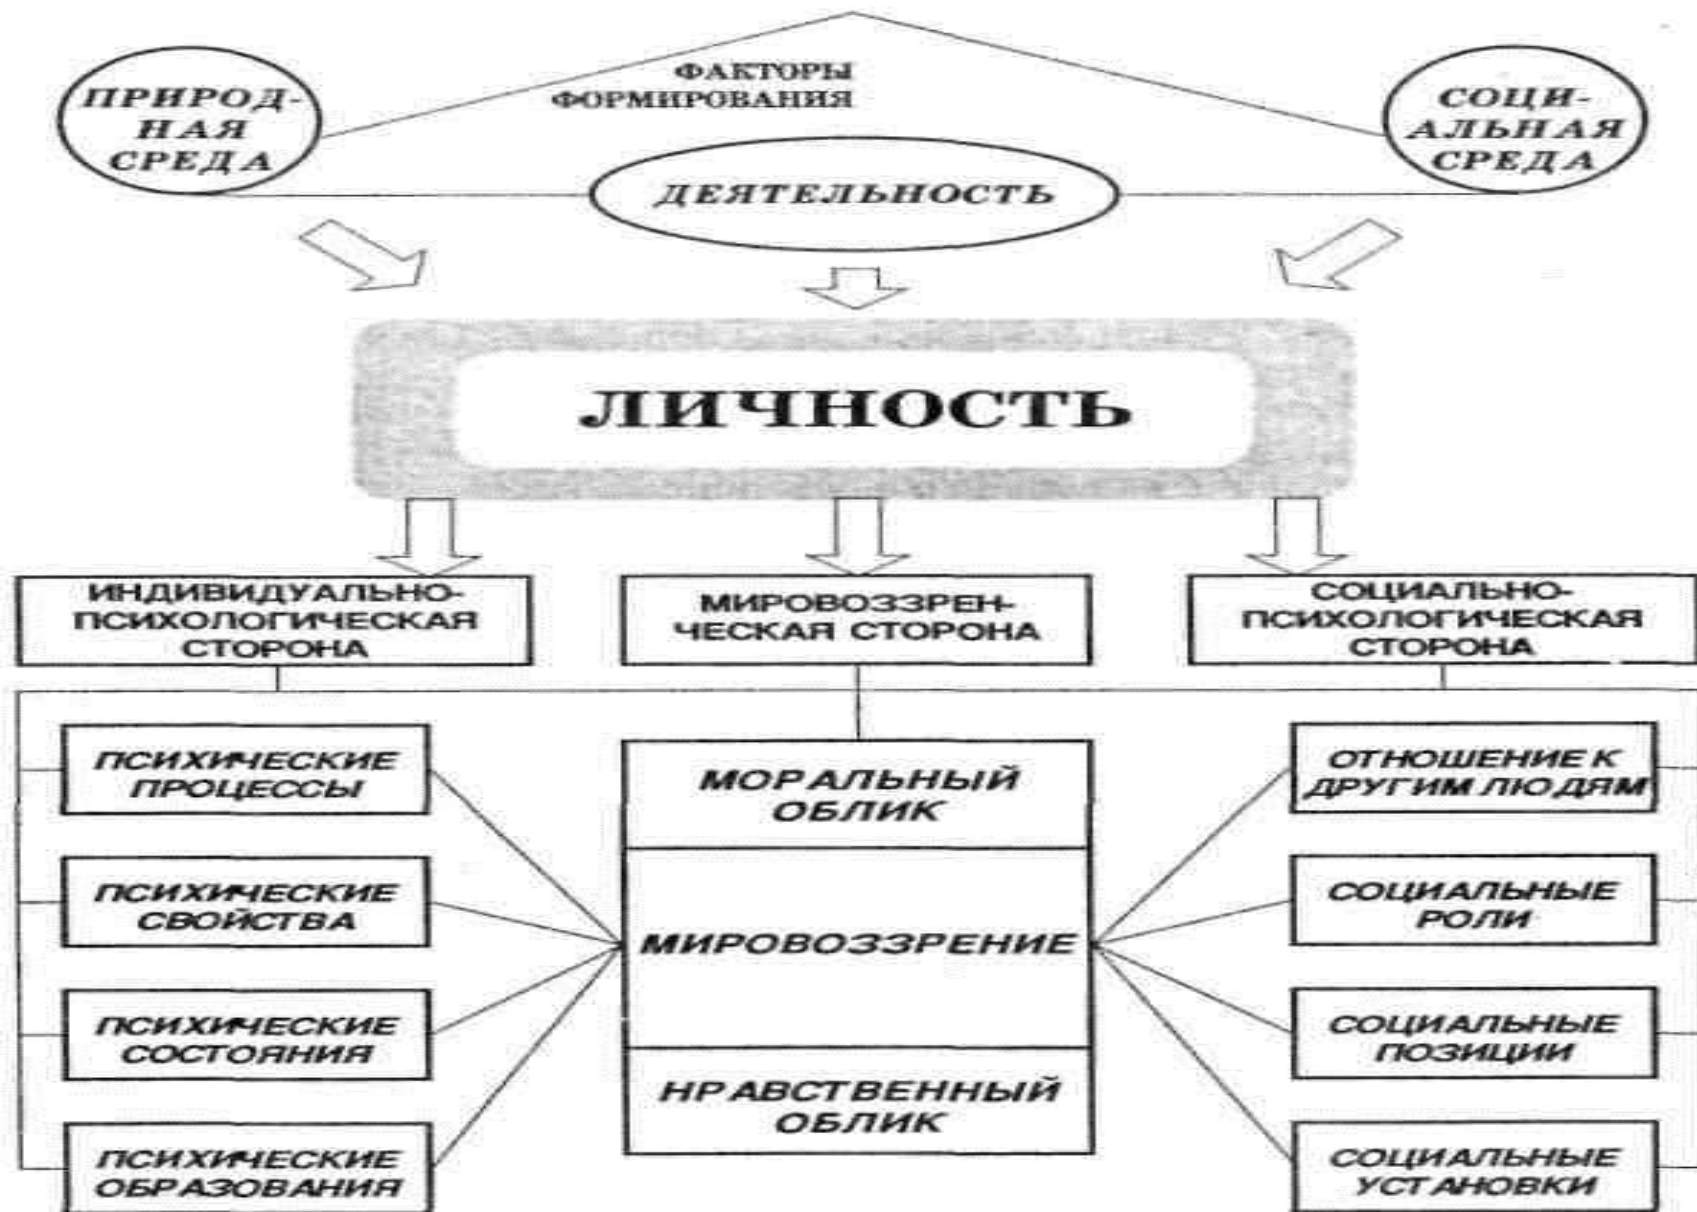 ФАКТОРЫ
ФОРМИРОВАНИЯ
ПРИРОД-
НАЯ
СРЕДА
СОЦИ-
АЛЬНАЯ
СРЕДА
ДЕЯТЕЛЬНОСТЬ
ЛИЧНОСТЬ
ИНДИВИДУАЛЬНО-
ПСИХОЛОГИЧЕСКАЯ
СТОРОНА
МИРОВОЗЗРЕН-
ЧЕСКАЯ СТОРОНА
СОЦИАЛЬНО-
ПСИХОЛОГИЧЕСКАЯ
СТОРОНА
ПСИХИЧЕСКИЕ
ПРОЦЕССЫ
ПСИХИЧЕСКИЕ
СВОЙСТВА
ПСИХИЧЕСКИЕ
СОСТОЯНИЯ
ПСИХИЧЕСКИЕ
ОБРАЗОВАНИЯ
МОРАЛЬНЫЙ
ОБЛИК
МИРОВОЗЗРЕНИЕ
НРАВСТВЕННЫЙ
ОБЛИК
ОТНОШЕНИЕ К
ДРУГИМ ЛЮДЯМ
СОЦИАЛЬНЫЕ
РОЛИ
СОЦИАЛЬНЫЕ
ПОЗИЦИИ
СОЦИАЛЬНЫЕ
УСТАНОВКИ